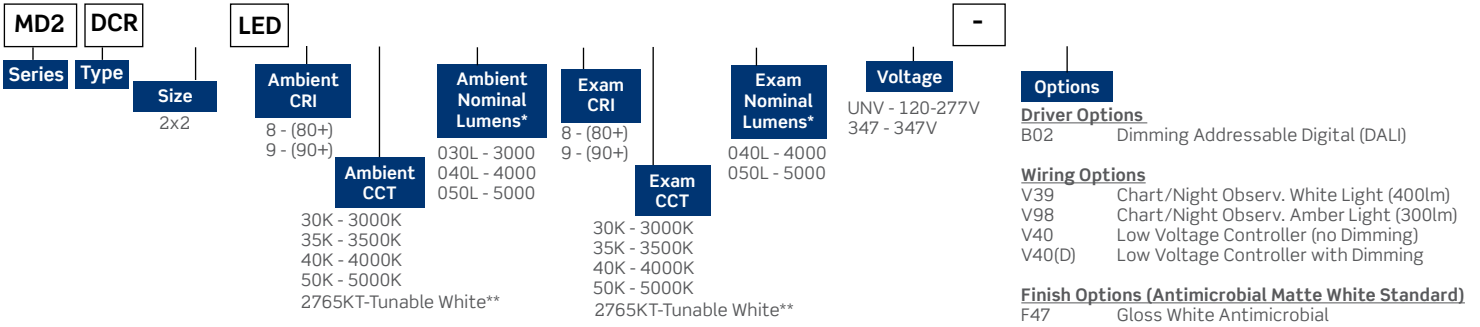 MD2 DCR LED -
Series
Type
Size
2x2
Ambient
CRI
8 - (80+)
9 - (90+)
Ambient
CCT
30K - 3000K
35K - 3500K
40K - 4000K
50K - 5000K
2765KT-Tunable White**
Ambient
Nominal
Lumens*
030L - 3000
040L - 4000
050L - 5000
Exam
CRI
8 - (80+)
9 - (90+)
Exam
CCT
30K - 3000K
35K - 3500K
40K - 4000K
50K - 5000K
2765KT-Tunable White**
Exam
Nominal
Lumens*
040L - 4000
050L - 5000
Voltage
UNV - 120-277V
347 - 347V
Options
Driver Options
B02 Dimming Addressable Digital (DALI)
Wiring Options
V39 Chart/Night Observ. White Light (400lm)
V98 Chart/Night Observ. Amber Light (300lm)
V40 Low Voltage Controller (no Dimming)
V40(D) Low Voltage Controller with Dimming
Finish Options (Antimicrobial Matte White Standard)
F47 Gloss White Antimicrobial